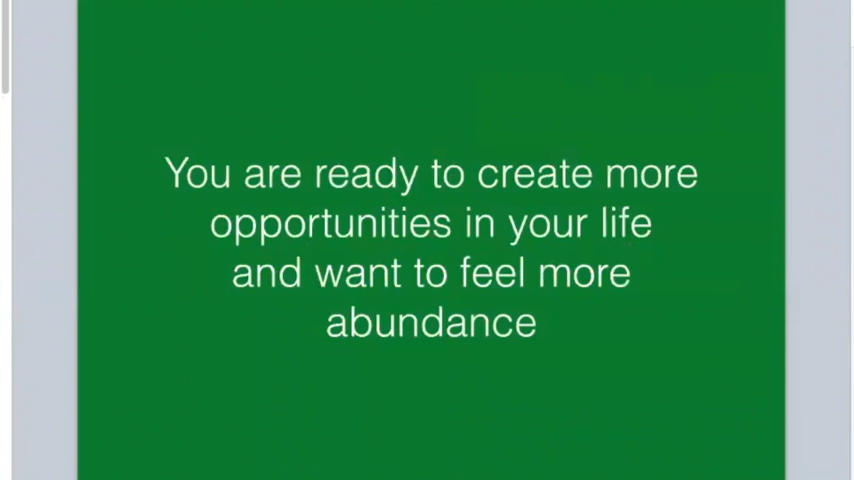 You are ready to create more
opportunities in your life
and want to feel more
abundance